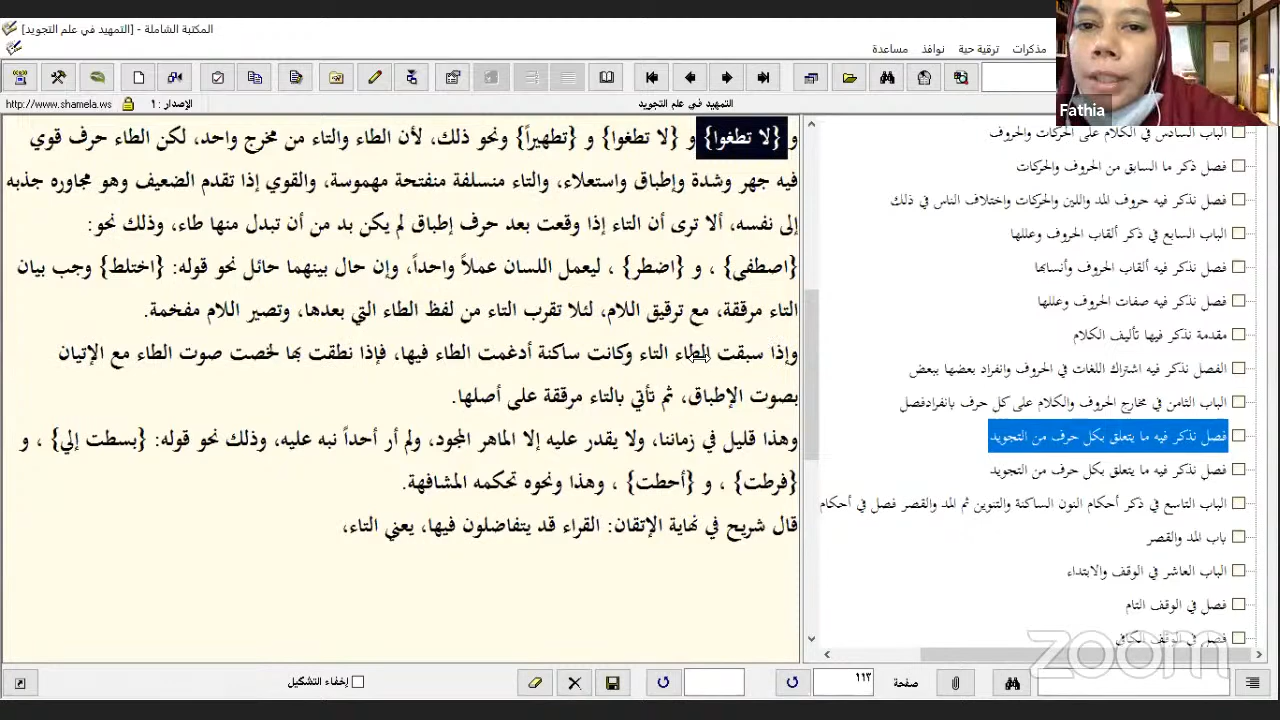 المكتبة الشاملة - [التمهيد في علم التجويد]
مذكرات ترقية حية نوافذ مساعدة
Fathia
http://www.shamela.ws
الإصدار : ١
التمهيد في علم التجويد
و {لا تطغوا} و {لا تطغوا} و {تطهيراً} ونحو ذلك، لأن الطاء والتاء من مخرج واحد، لكن الطاء حرف قوي
فيه جهر وشدة وإطباق واستعلاء، والتاء منسلفة منفتحة مهموسة، والقوي إذا تقدم الضعيف وهو مجاوره جذبه
إلى نفسه، ألا ترى أن التاء إذا وقعت بعد حرف إطباق لم يكن بد من أن تبدل منها طاء، وذلك نحو:
{اصطفى} ، و {اضطر} ، ليعمل اللسان عملاً واحداً، وإن حال بينهما حائل نحو قوله: {اختلط} وجب بيان
التاء مرققة، مع ترقيق اللام، لئلا تقرب التاء من لفظ الطاء التي بعدها، وتصير اللام مفخمة.
وإذا سبقت الطاء التاء وكانت ساكنة أدغمت الطاء فيها، فإذا نطقت بها لخصت صوت الطاء مع الإتيان
بصوت الإطباق، ثم تأتي بالتاء مرققة على أصلها.
وهذا قليل في زماننا، ولا يقدر عليه إلا الماهر المجود، ولم أر أحداً نبه عليه، وذلك نحو قوله: {بسطت إلي} ، و
{فرطت} ، و {أحطت} ، وهذا ونحوه تحكمه المشافهة.
قال شريح في نهاية الإتقان: القراء قد يتفاضلون فيها، يعني التاء،
الباب السادس في الكلام على الحركات والحروف
فصل ذكر ما السابق من الحروف والحركات
فصل نذكر فيه حروف المد واللين والحركات واختلاف الناس في ذلك
الباب السابع في ذكر ألقاب الحروف وعللها
فصل نذكر فيه ألقاب الحروف وأنسابها
فصل نذكر فيه صفات الحروف وعللها
مقدمة نذكر فيها تأليف الكلام
الفصل نذكر فيه اشتراك اللغات في الحروف وانفراد بعضها ببعض
الباب الثامن في مخارج الحروف والكلام على كل حرف بانفرادفصل
فصل نذكر فيه ما يتعلق بكل حرف من التجويد
فصل نذكر فيه ما يتعلق بكل حرف من التجويد
الباب التاسع في ذكر أحكام النون الساكنة والتنوين ثم المد والقصر فصل في أحكام
باب المد والقصر
الباب العاشر في الوقف والابتداء
فصل في الوقف التام
فصل في الوقف الكافي
zoom
إخفاء التشكيل
١١٣ صفحة